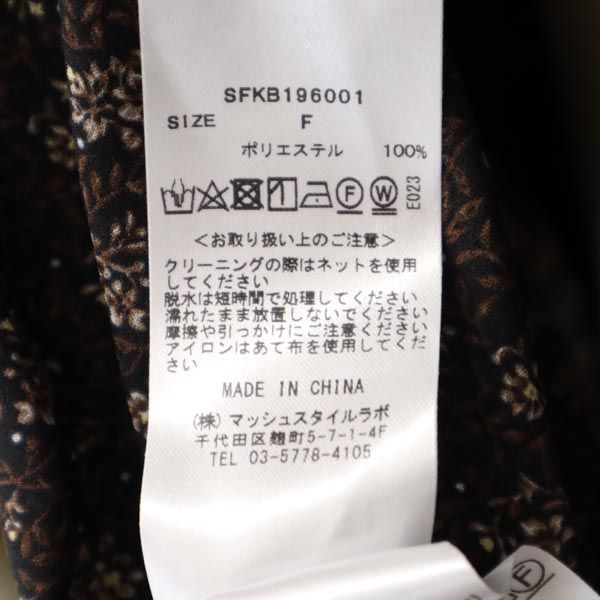 SFKB196001
SIZE F
ポリエステル 100%
F W E023
<お取り扱い上のご注意>
クリーニングの際はネットを使用
してください
脱水は短時間で処理してください
濡れたまま放置しないでください
摩擦や引っかけにご注意ください
アイロンはあて布を使用してください
MADE IN CHINA
(株) マッシュスタイルラボ
千代田区麹町5-7-1-4F
TEL 03-5778-4105
F